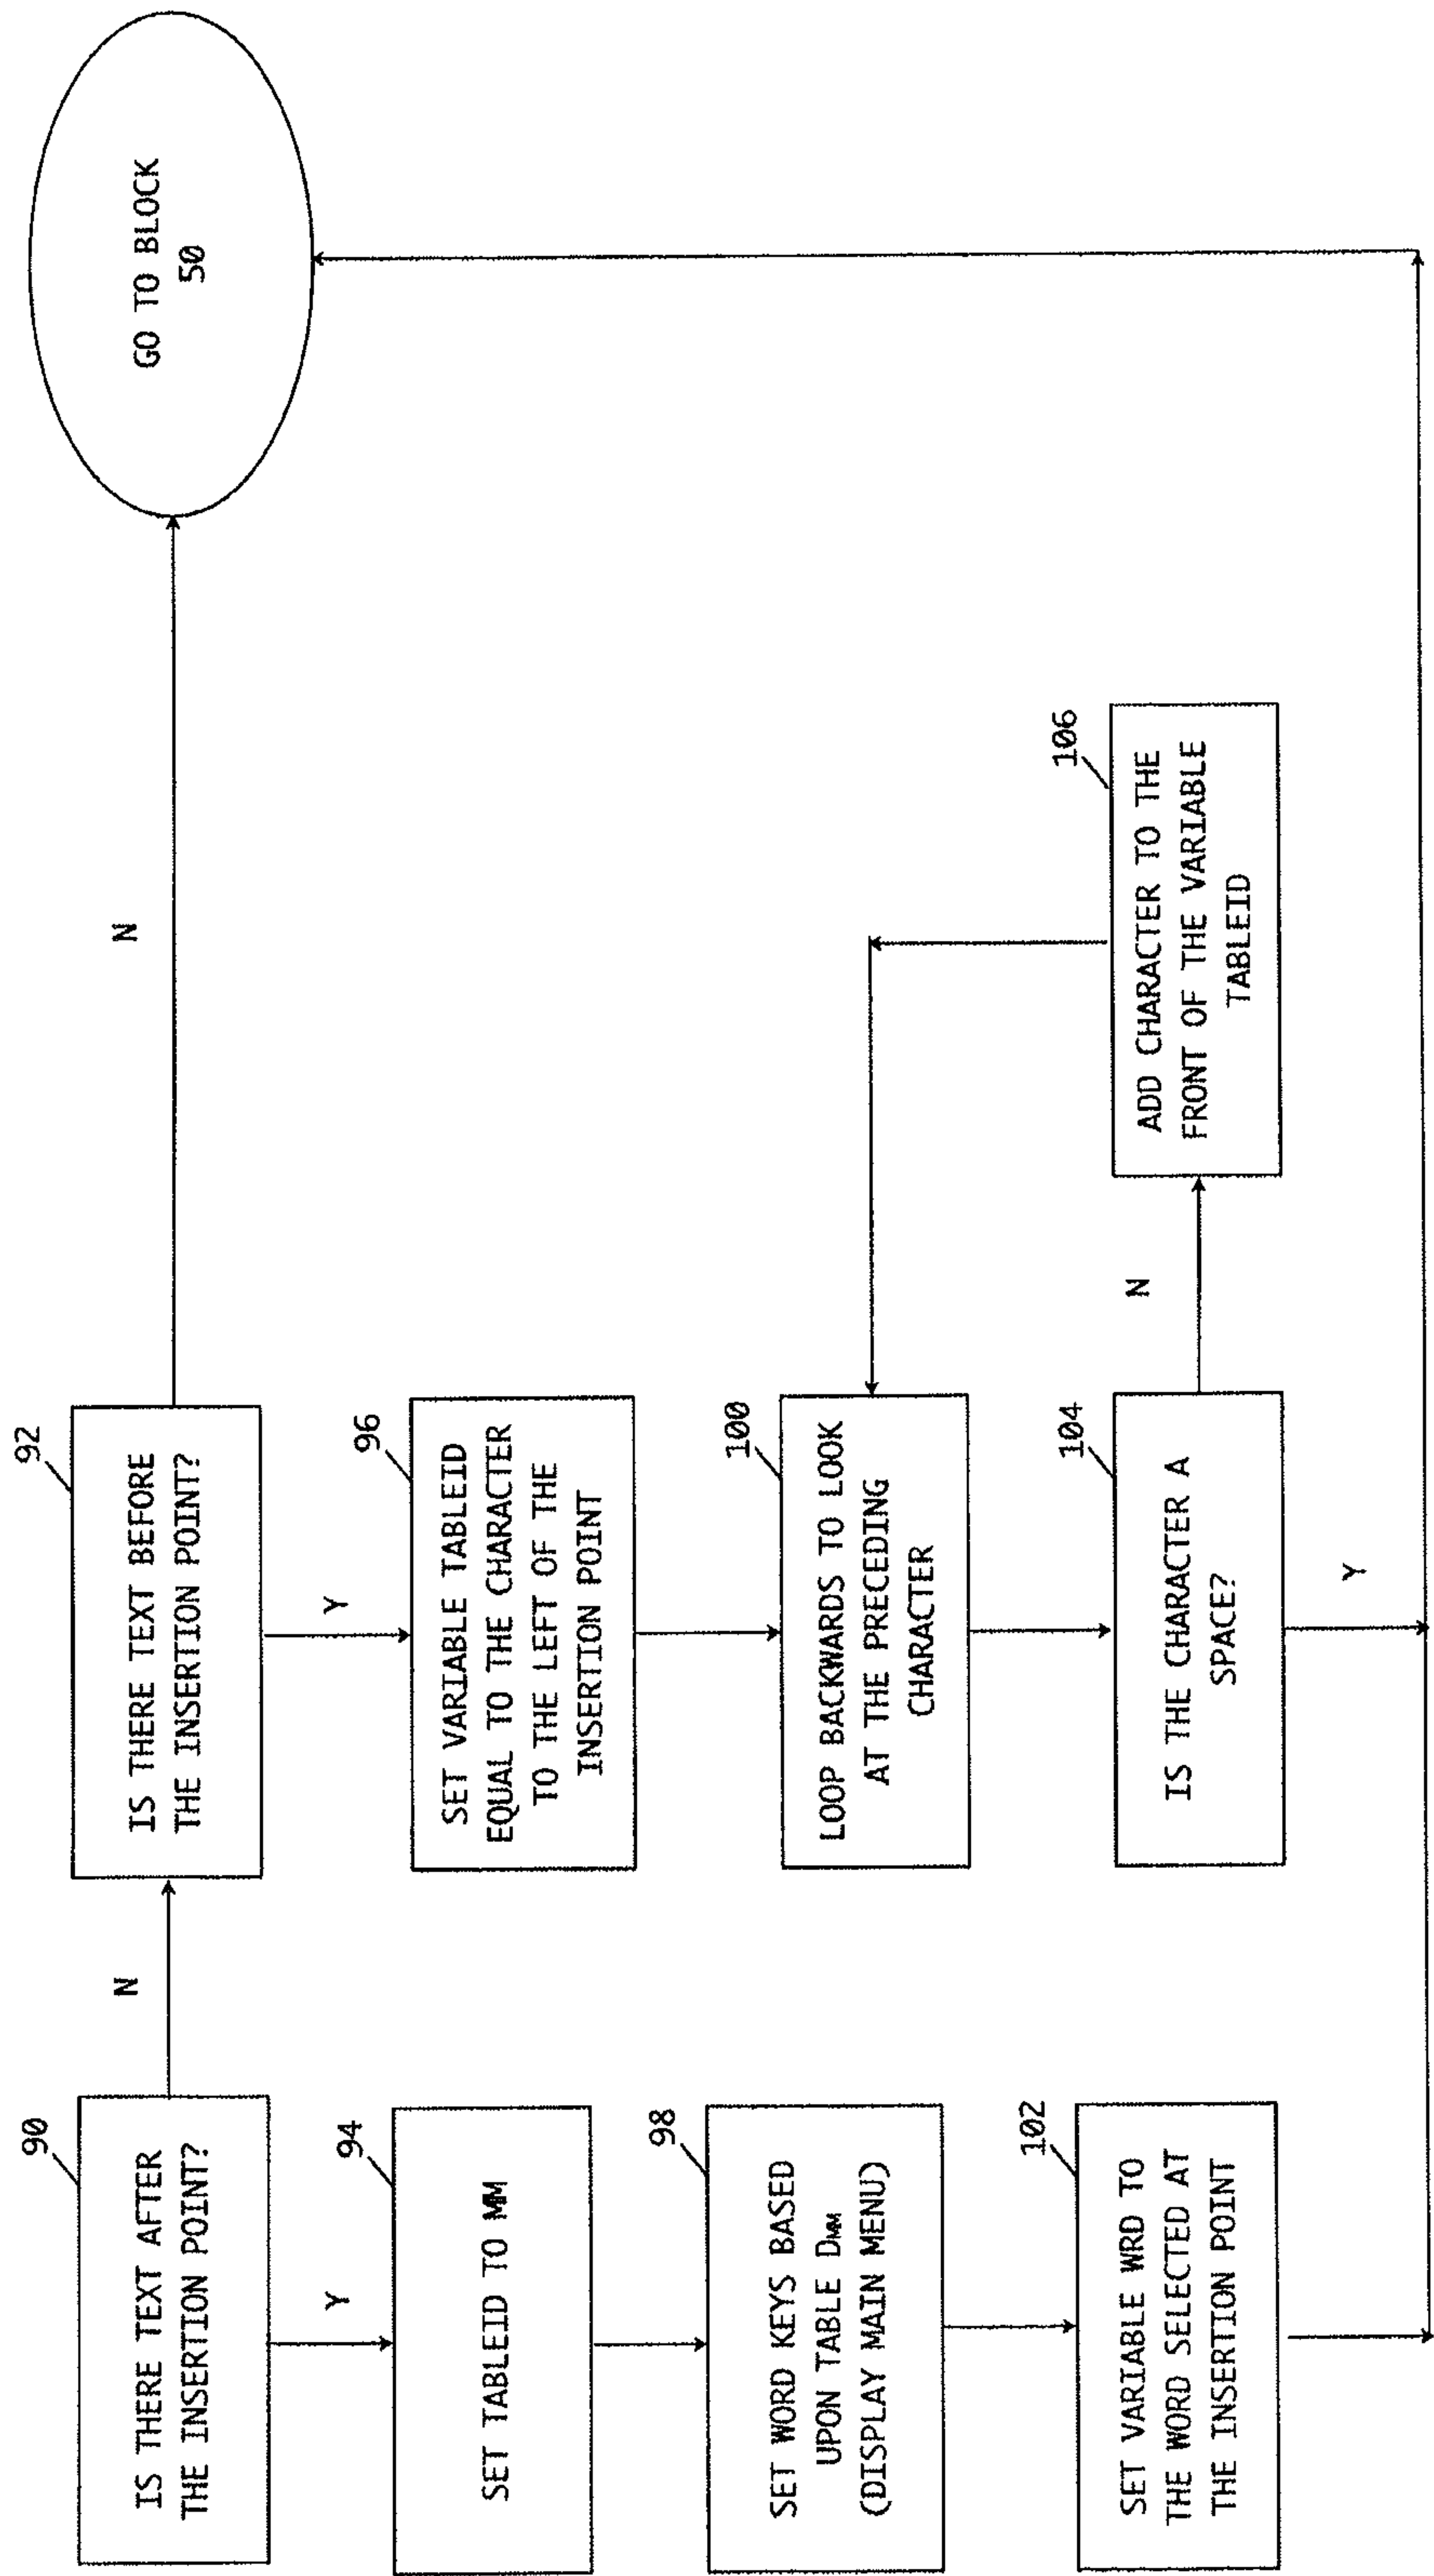 90
IS THERE TEXT AFTER
THE INSERTION POINT?
N
Y
92
IS THERE TEXT BEFORE
THE INSERTION POINT?
N
Y
GO TO BLOCK
50
94
SET TABLEID TO MM
96
SET VARIABLE TABLEID
EQUAL TO THE CHARACTER
TO THE LEFT OF THE
INSERTION POINT
98
SET WORD KEYS BASED
UPON TABLE DMM
(DISPLAY MAIN MENU)
100
LOOP BACKWARDS TO LOOK
AT THE PRECEDING
CHARACTER
102
SET VARIABLE WRD TO
THE WORD SELECTED AT
THE INSERTION POINT
104
IS THE CHARACTER A
SPACE?
N
Y
106
ADD CHARACTER TO THE
FRONT OF THE VARIABLE
TABLEID